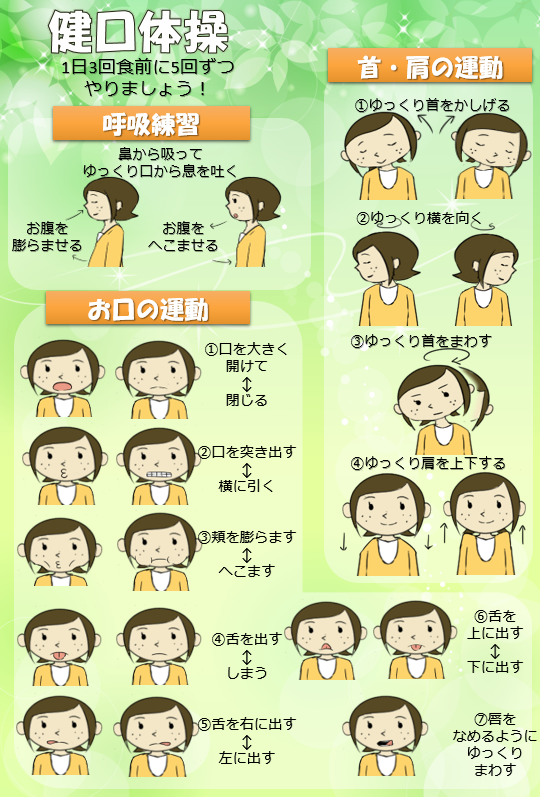 健口体操
1日3回食前に5回ずつ
やりましょう！
呼吸練習
鼻から吸って
ゆっくり口から息を吐く
お腹を
膨らませる
お腹を
へこませる
お口の運動
①口を大きく
開けて
↕
閉じる
②口を突き出す
↕
横に引く
③頬を膨らます
↕
へこます
④舌を出す
↕
しまう
⑤舌を右に出す
↕
左に出す
⑥舌を
上に出す
↕
下に出す
⑦唇を
なめるように
ゆっくり
まわす
首・肩の運動
①ゆっくり首をかしげる
②ゆっくり横を向く
③ゆっくり首をまわす
④ゆっくり肩を上下する